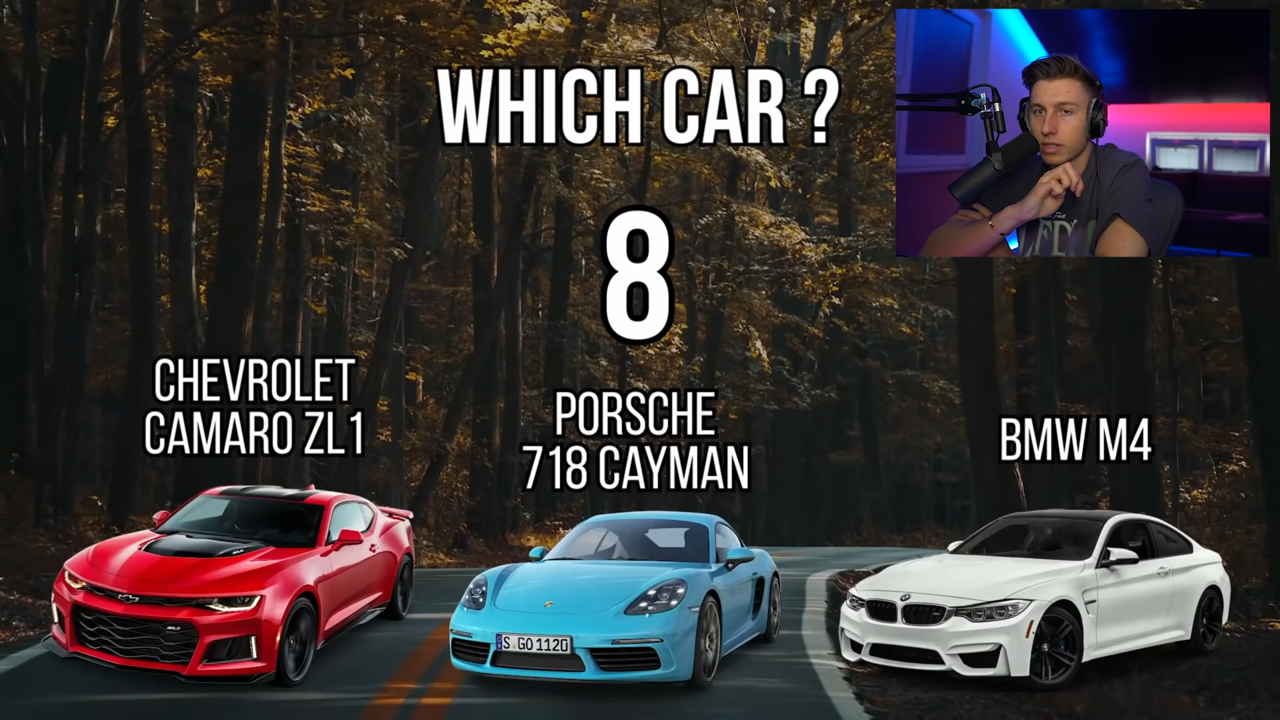 WHICH CAR ?
8
CHEVROLET
CAMARO ZL1
PORSCHE
718 CAYMAN
BMW M4
S GO 1120